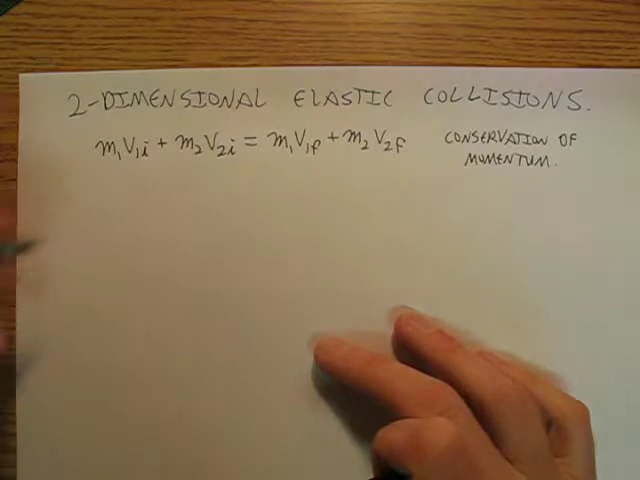 2-DIMENSIONAL ELASTIC COLLISIONS.
m₁V₁i + m₂V₂i = m₁V₁f + m₂V₂f
CONSERVATION OF
MOMENTUM.